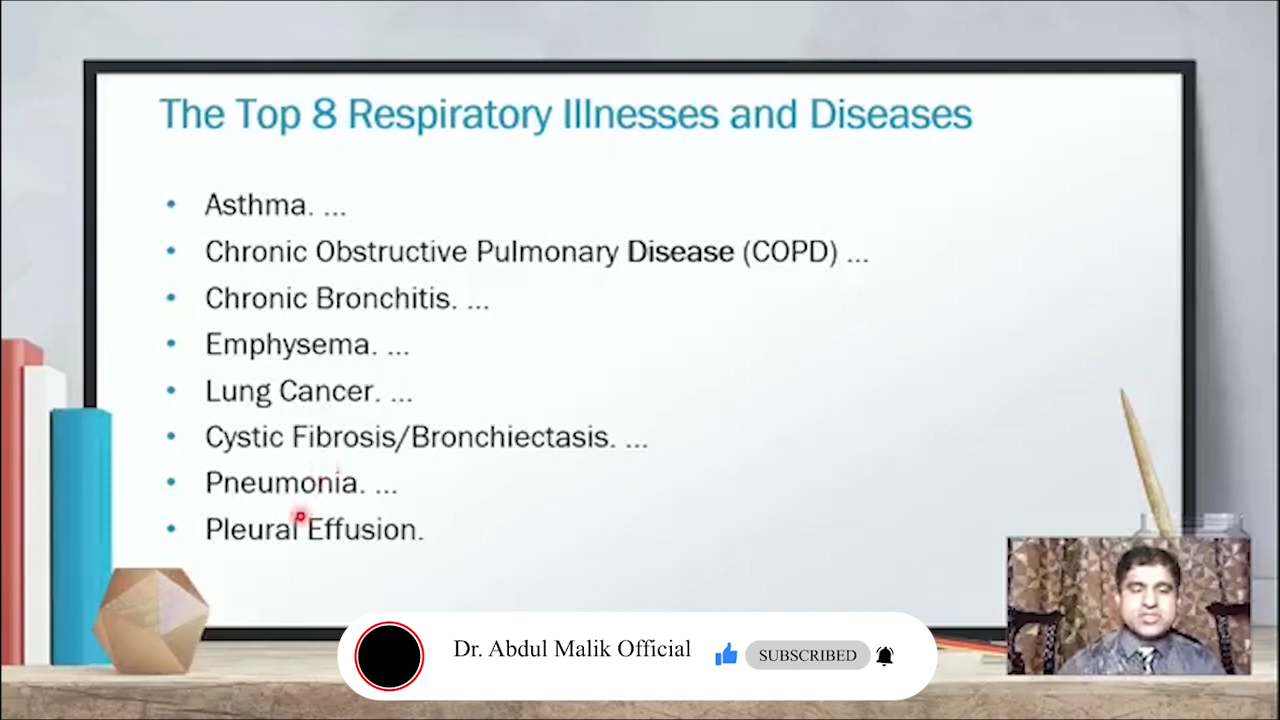 The Top 8 Respiratory Illnesses and Diseases
• Asthma. ...
• Chronic Obstructive Pulmonary Disease (COPD) ...
• Chronic Bronchitis. ...
• Emphysema. ...
• Lung Cancer. ...
• Cystic Fibrosis/Bronchiectasis. ...
• Pneumonia. ...
• Pleural Effusion.
Dr. Abdul Malik Official
SUBSCRIBED